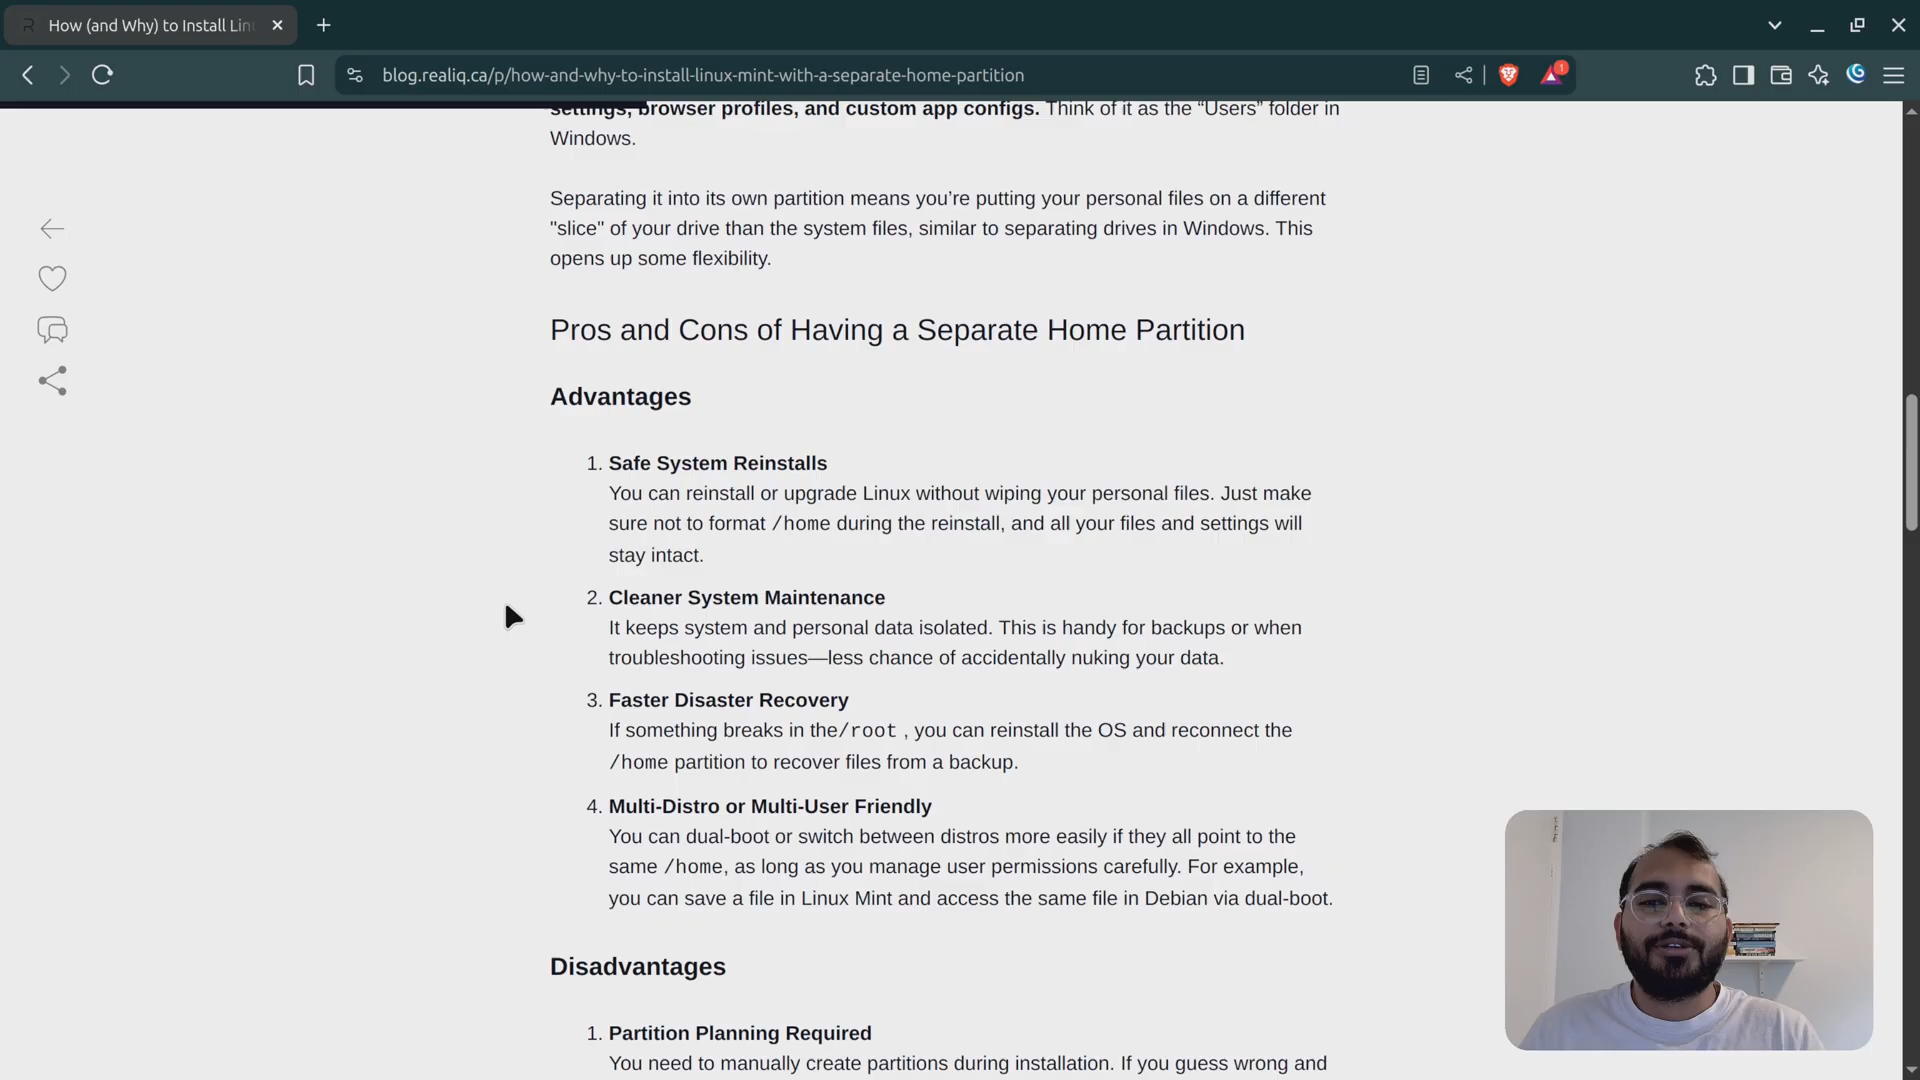 How (and Why) to Install Lin
blog.realiq.ca/p/how-and-why-to-install-linux-mint-with-a-separate-home-partition
1
settings, browser profiles, and custom app configs. Think of it as the “Users” folder in
Windows.
Separating it into its own partition means you’re putting your personal files on a different
"slice" of your drive than the system files, similar to separating drives in Windows. This
opens up some flexibility.
Pros and Cons of Having a Separate Home Partition
Advantages
1. Safe System Reinstalls
You can reinstall or upgrade Linux without wiping your personal files. Just make
sure not to format /home during the reinstall, and all your files and settings will
stay intact.
2. Cleaner System Maintenance
It keeps system and personal data isolated. This is handy for backups or when
troubleshooting issues—less chance of accidentally nuking your data.
3. Faster Disaster Recovery
If something breaks in the/root , you can reinstall the OS and reconnect the
/home partition to recover files from a backup.
4. Multi-Distro or Multi-User Friendly
You can dual-boot or switch between distros more easily if they all point to the
same /home, as long as you manage user permissions carefully. For example,
you can save a file in Linux Mint and access the same file in Debian via dual-boot.
Disadvantages
1. Partition Planning Required
You need to manually create partitions during installation. If you guess wrong and